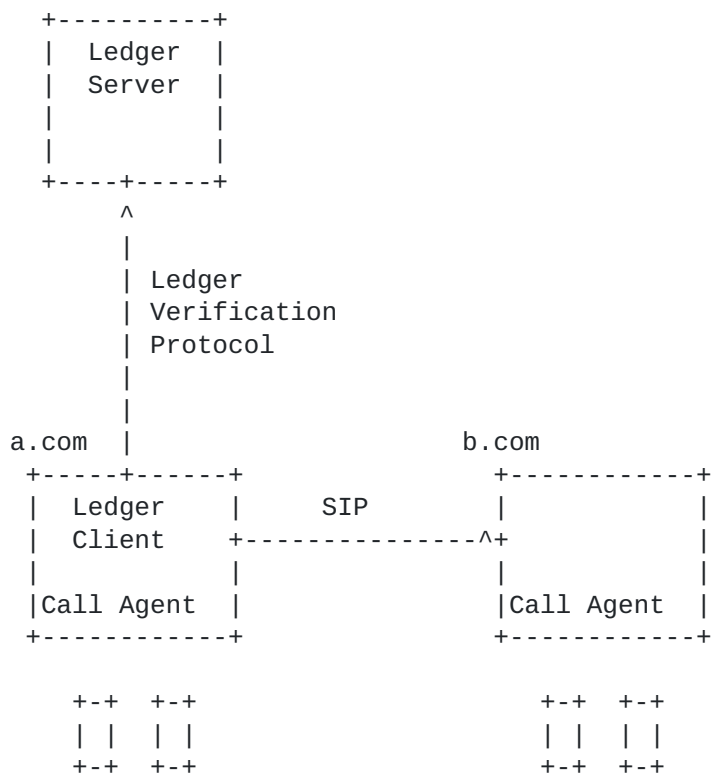 Ledger
Server
Ledger
Verification
Protocol
a.com
b.com
Ledger
Client
SIP
Call Agent
Call Agent